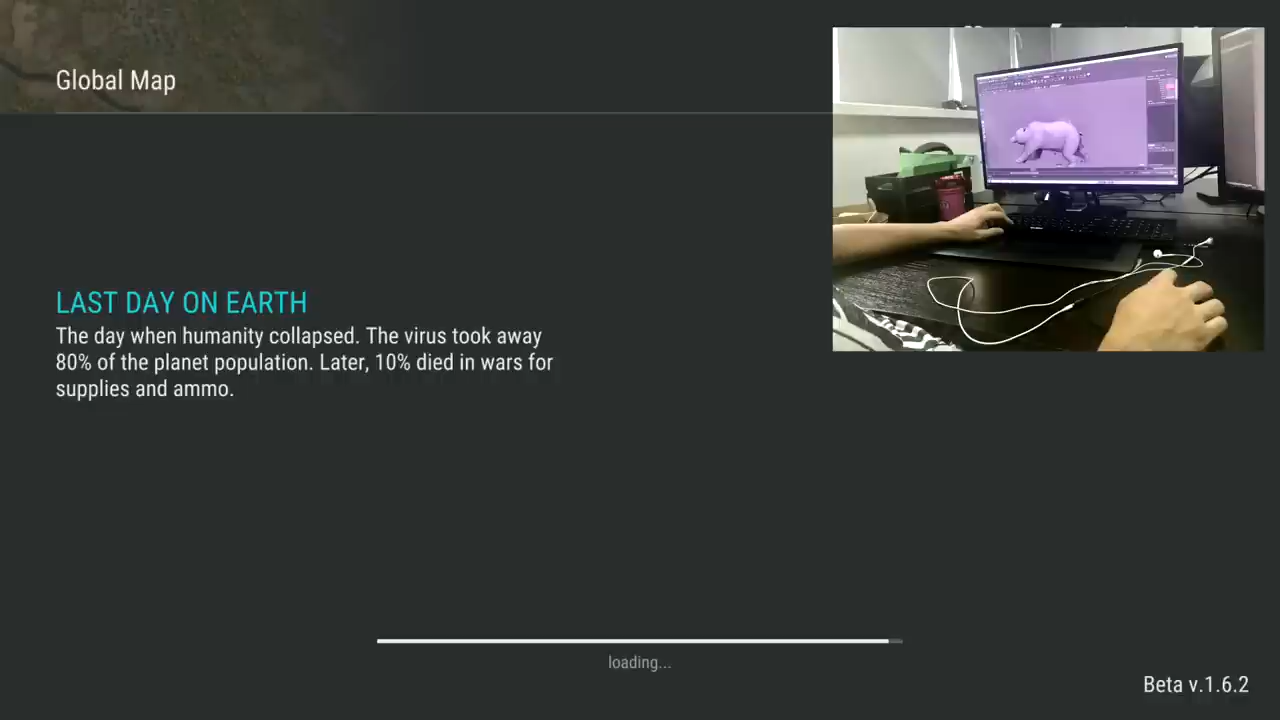 Global Map
LAST DAY ON EARTH
The day when humanity collapsed. The virus took away
80% of the planet population. Later, 10% died in wars for
supplies and ammo.
loading...
Beta v.1.6.2